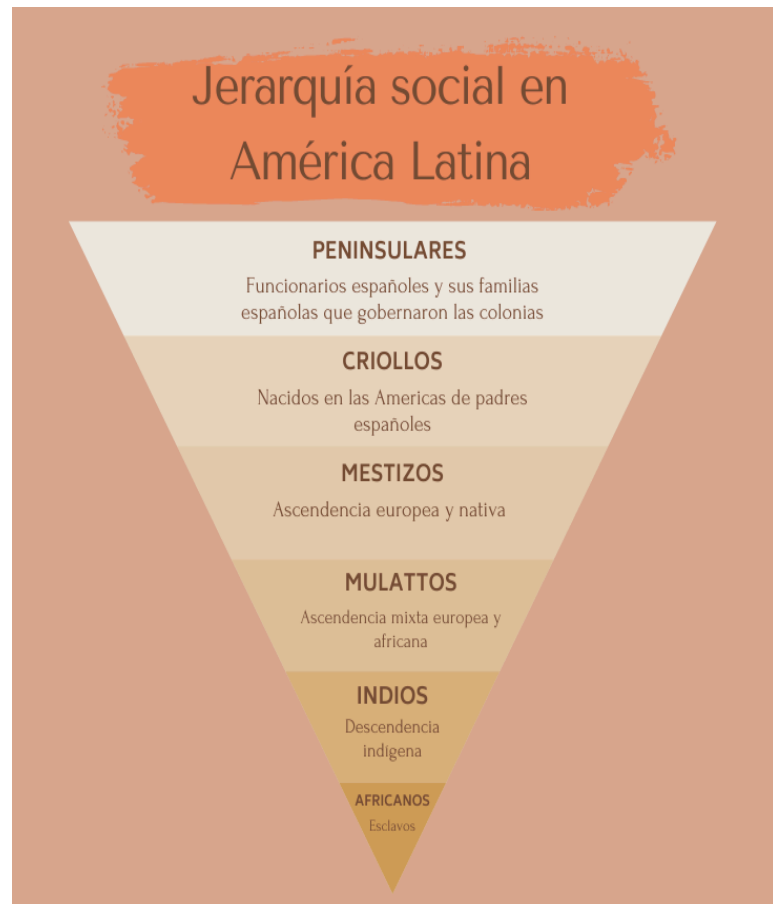 Jerarquía social en
América Latina
PENINSULARES
Funcionarios españoles y sus familias
españolas que gobernaron las colonias
CRIOLLOS
Nacidos en las Americas de padres
españoles
MESTIZOS
Ascendencia europea y nativa
MULATTOS
Ascendencia mixta europea y
africana
INDIOS
Descendencia
indígena
AFRICANOS
Esclavos